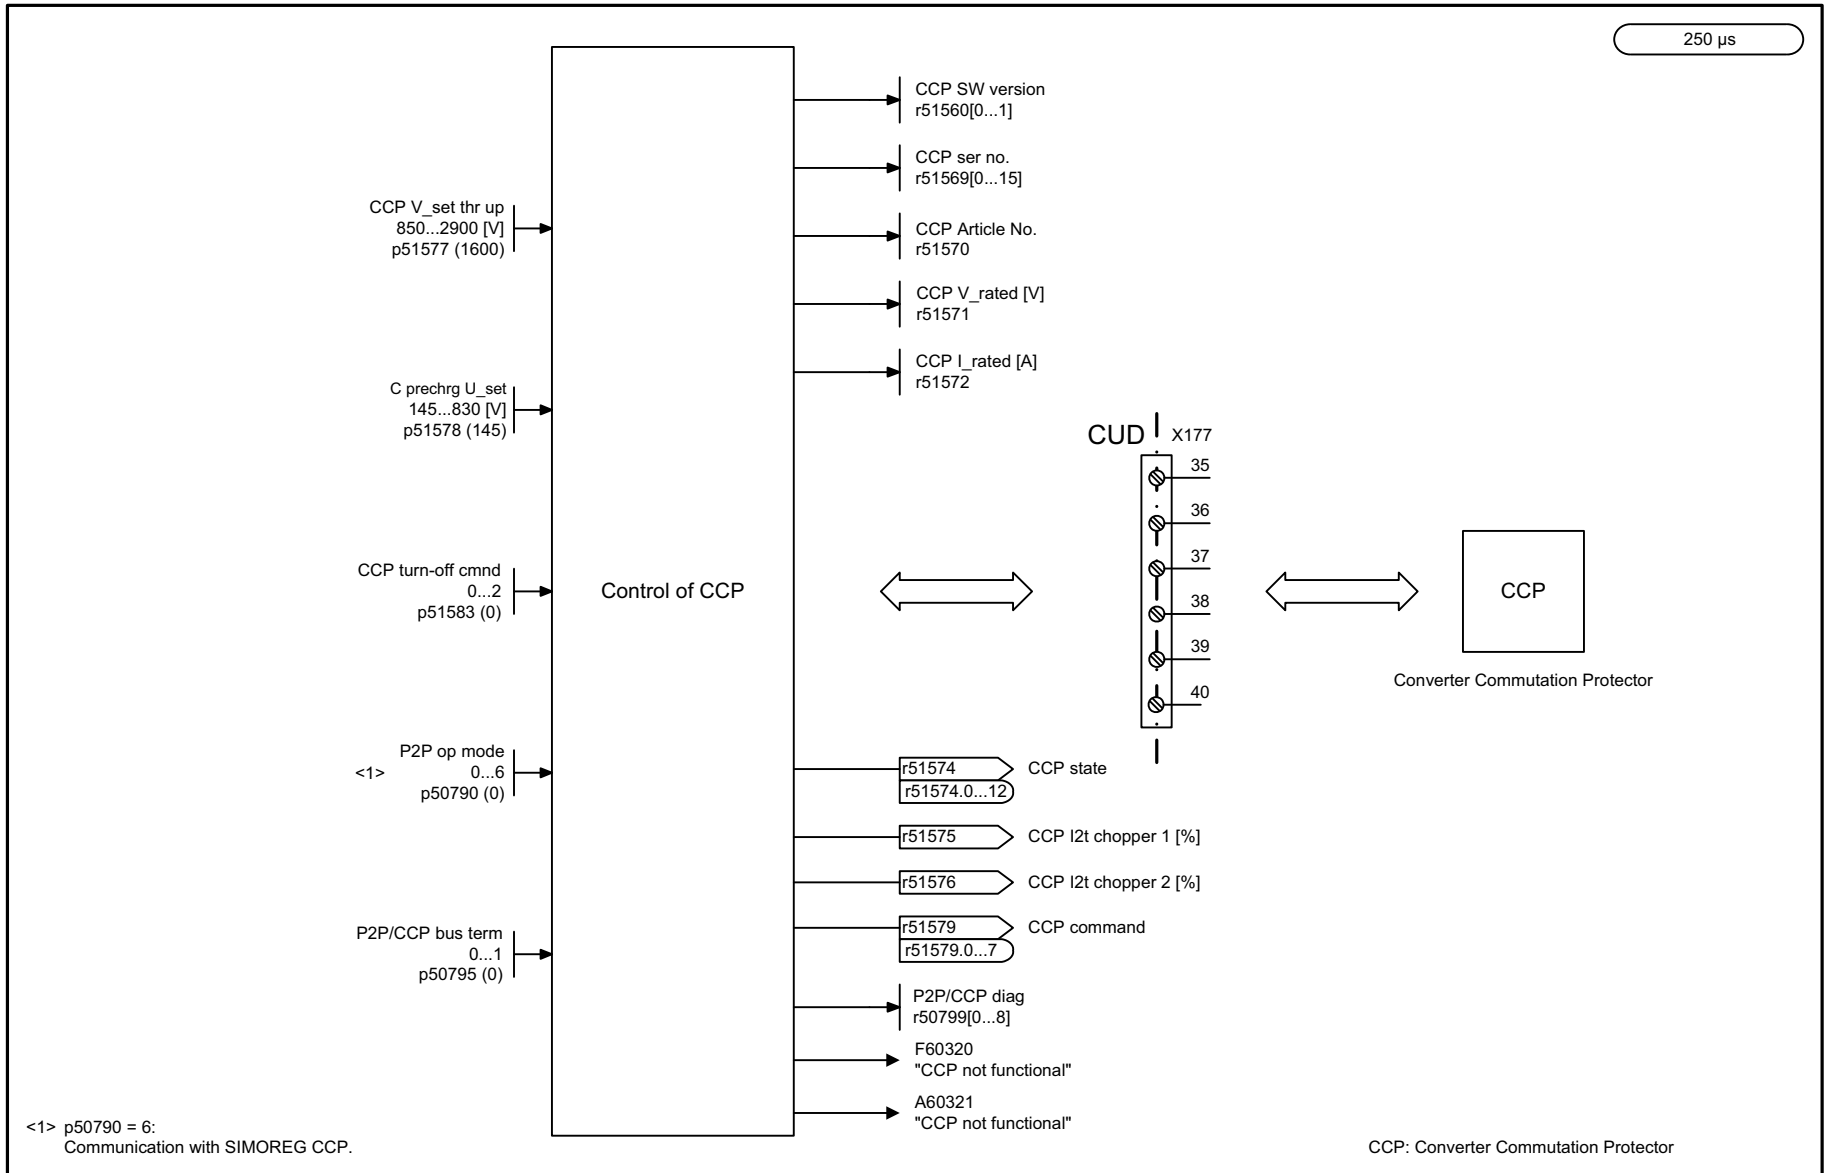 250 µs
CCP SW version
r51560[0...1]
CCP ser no.
r51569[0...15]
CCP V_set thr up
850...2900 [V]
p51577 (1600)
CCP Article No.
r51570
CCP V_rated [V]
r51571
CCP I_rated [A]
r51572
C prechrg U_set
145...830 [V]
p51578 (145)
CUD
X177
35
36
37
38
39
40
CCP turn-off cmnd
0...2
p51583 (0)
Control of CCP
CCP
Converter Commutation Protector
<1>
P2P op mode
0...6
p50790 (0)
r51574
CCP state
r51574.0...12
r51575
CCP I2t chopper 1 [%]
r51576
CCP I2t chopper 2 [%]
r51579
CCP command
r51579.0...7
P2P/CCP bus term
0...1
p50795 (0)
P2P/CCP diag
r50799[0...8]
F60320
"CCP not functional"
A60321
"CCP not functional"
<1> p50790 = 6:
Communication with SIMOREG CCP.
CCP: Converter Commutation Protector